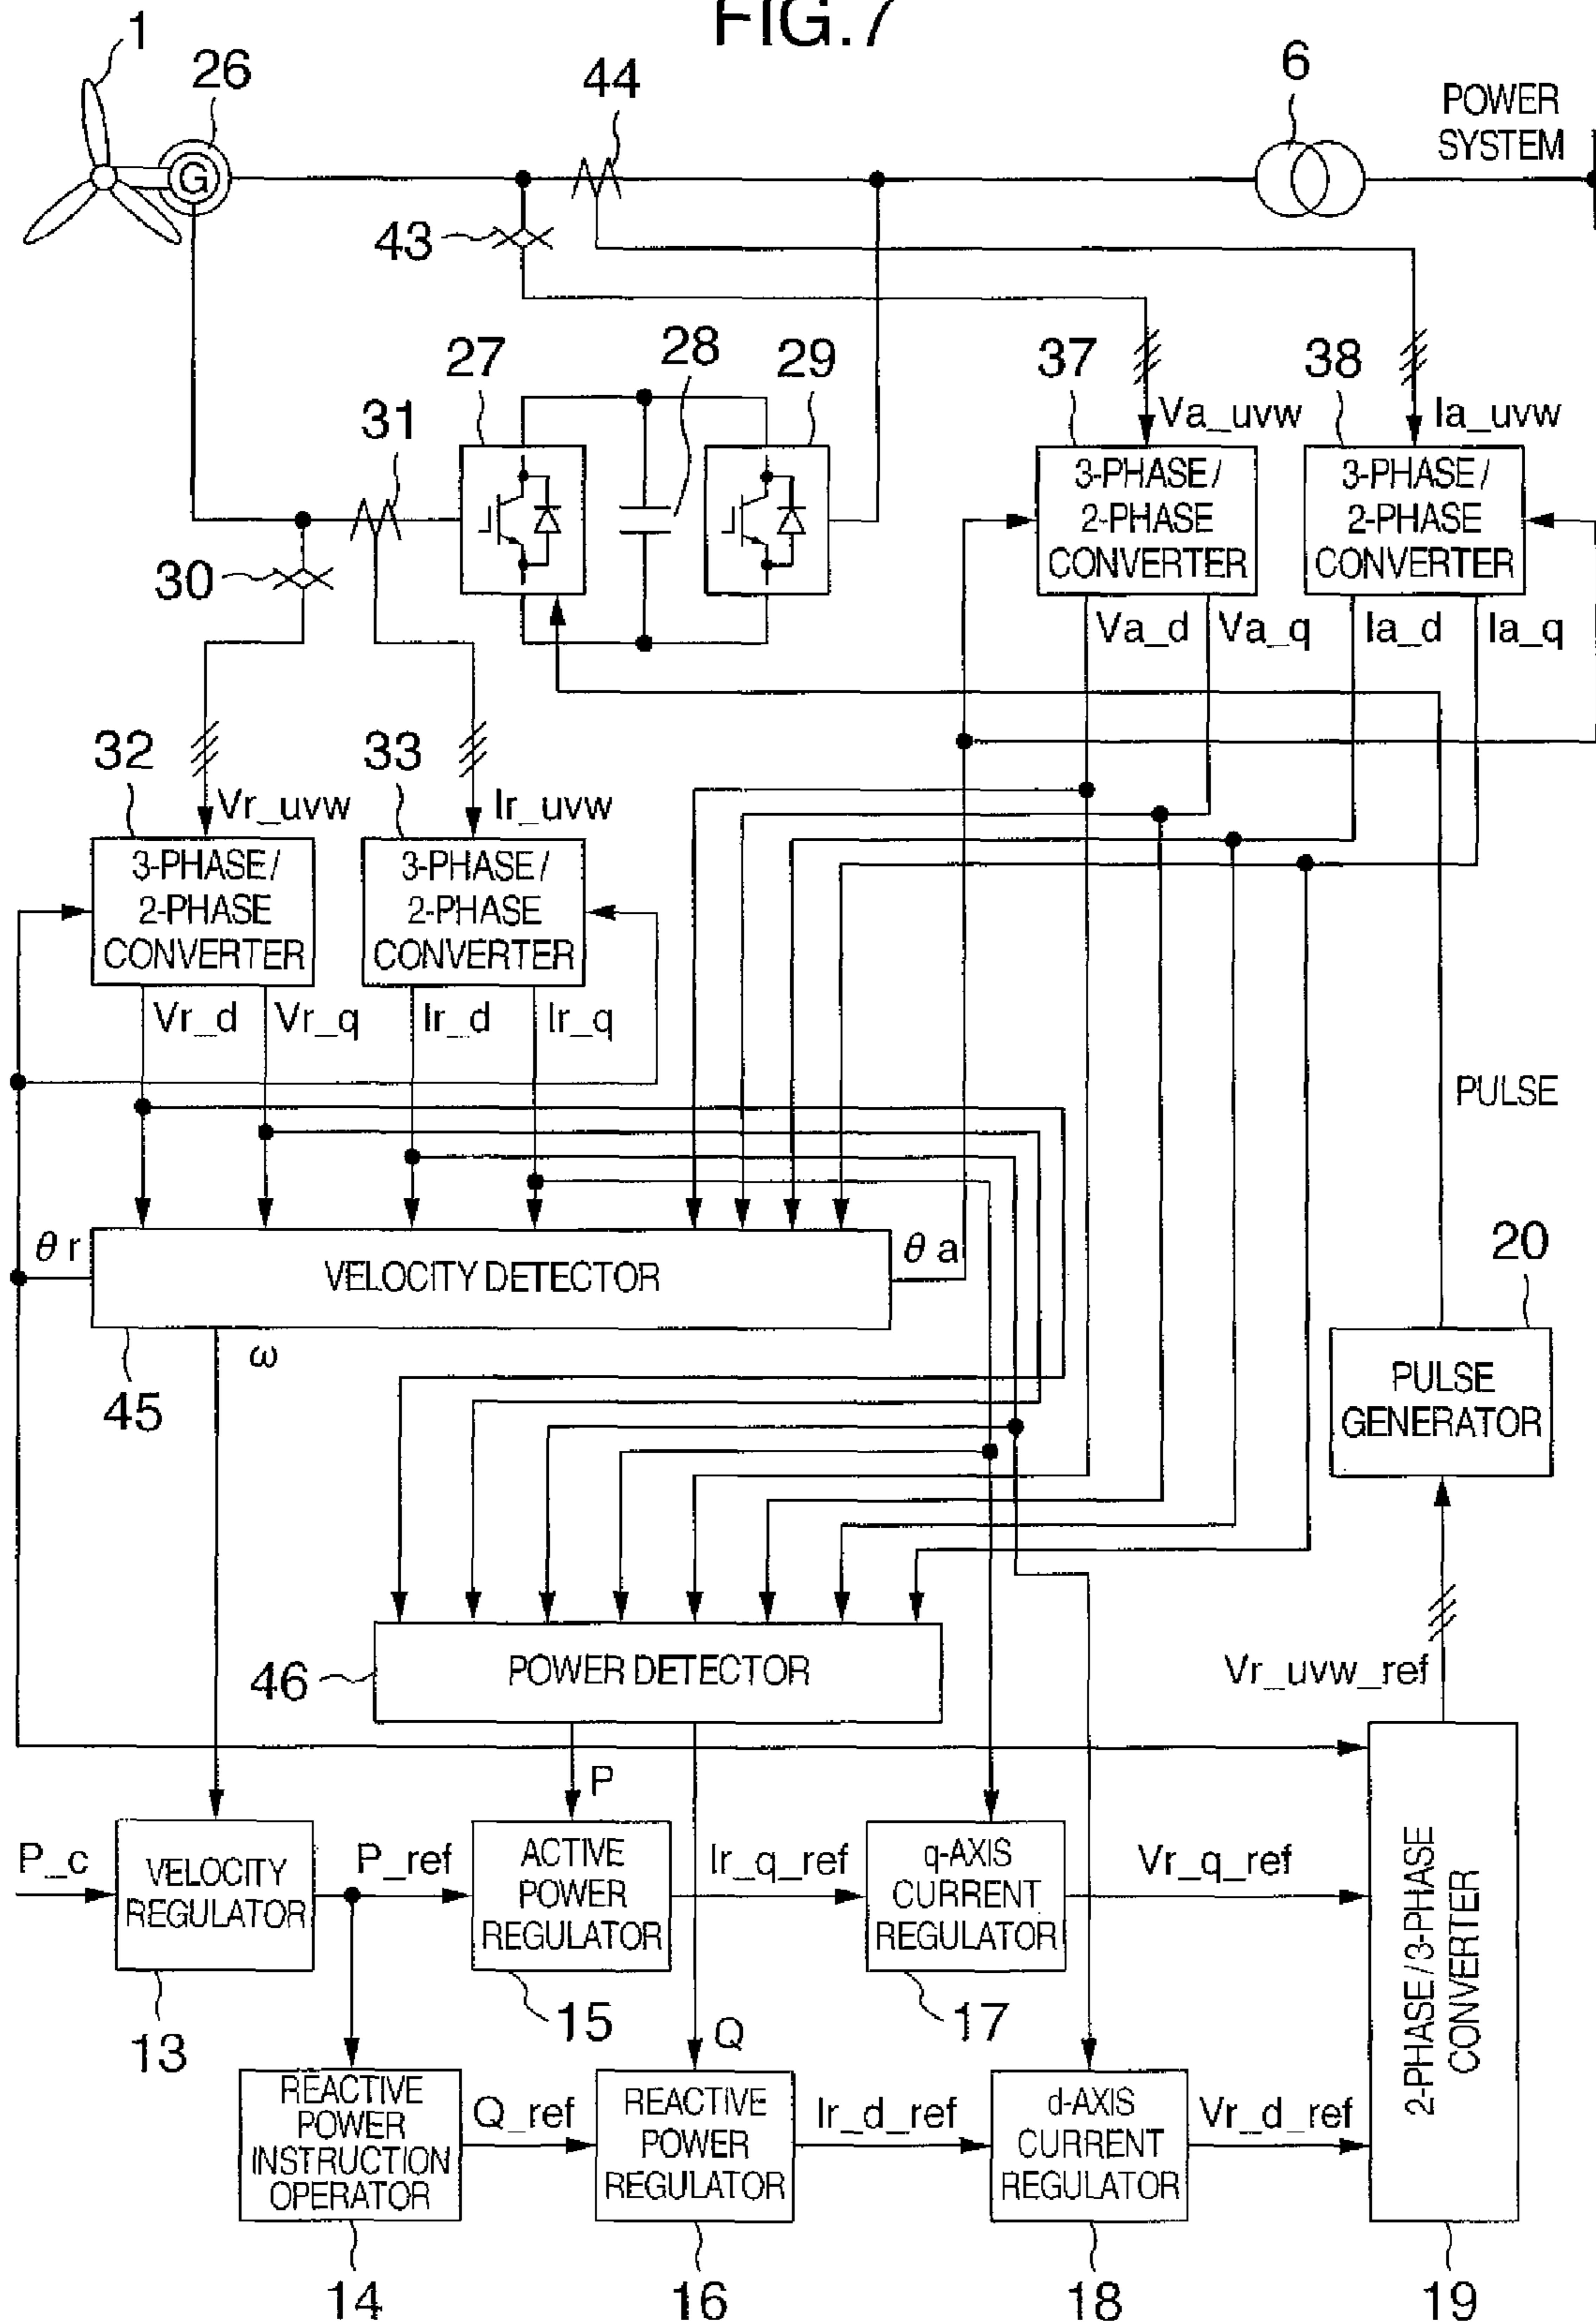 FIG.7
1
26
44
6
POWER
SYSTEM
G
43
27
28
29
37
38
31
Va_uvw
Ia_uvw
3-PHASE/
2-PHASE
CONVERTER
3-PHASE/
2-PHASE
CONVERTER
30
Va_d
Va_q
Ia_d
Ia_q
32
33
Vr_uvw
Ir_uvw
3-PHASE/
2-PHASE
CONVERTER
3-PHASE/
2-PHASE
CONVERTER
Vr_d
Vr_q
Ir_d
Ir_q
PULSE
θ r
VELOCITY DETECTOR
θ a
20
ω
45
PULSE
GENERATOR
46
POWER DETECTOR
Vr_uvw_ref
P
P_c
VELOCITY
REGULATOR
P_ref
ACTIVE
POWER
REGULATOR
Ir_q_ref
q-AXIS
CURRENT
REGULATOR
Vr_q_ref
2-PHASE/3-PHASE
CONVERTER
13
15
Q
17
REACTIVE
POWER
INSTRUCTION
OPERATOR
Q_ref
REACTIVE
POWER
REGULATOR
Ir_d_ref
d-AXIS
CURRENT
REGULATOR
Vr_d_ref
14
16
18
19